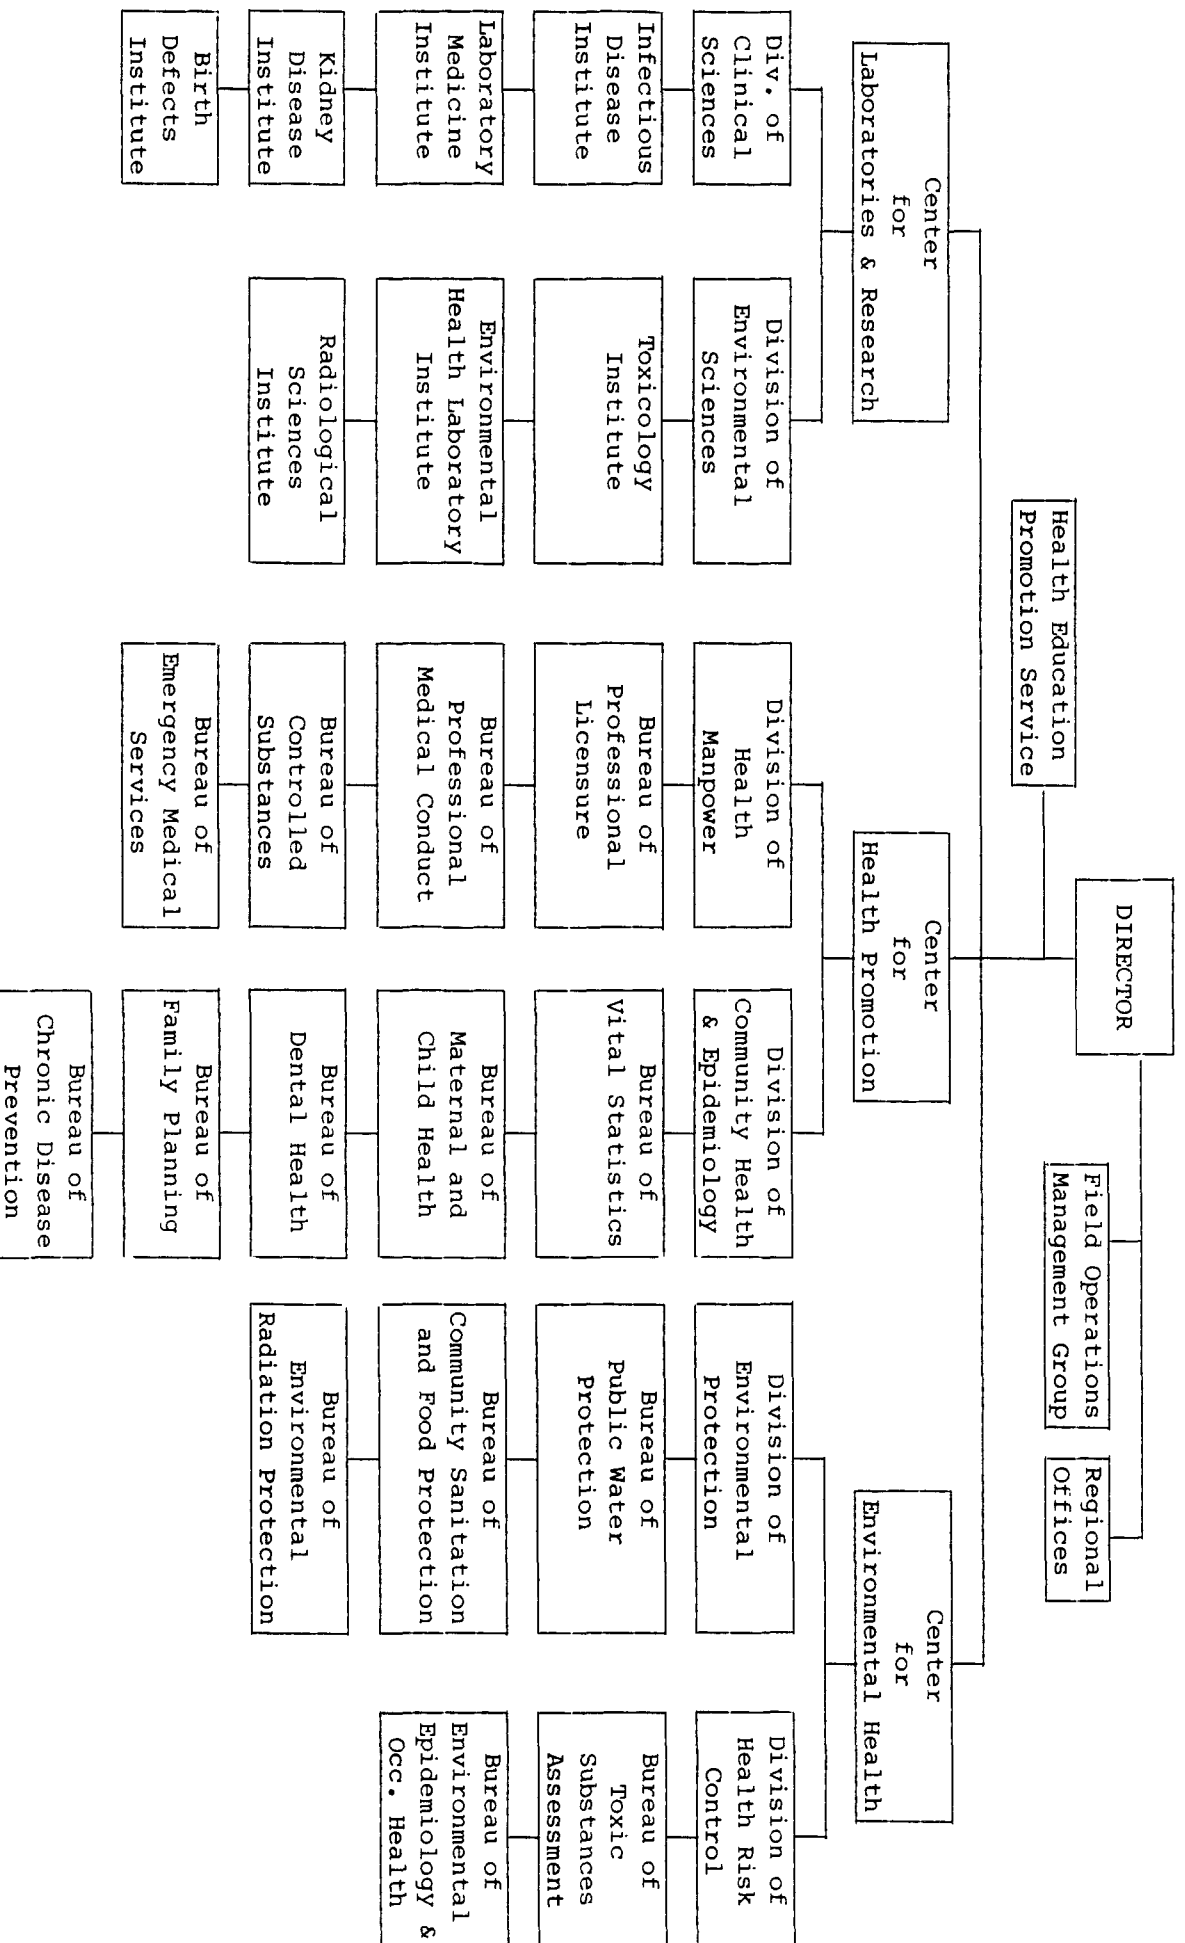 DIRECTOR
Health Education
Promotion Service
Field Operations
Management Group
Regional
Offices
Center
for
Laboratories & Research
Center
for
Health Promotion
Center
for
Environmental Health
Div. of
Clinical
Sciences
Infectious
Disease
Institute
Laboratory
Medicine
Institute
Kidney
Disease
Institute
Birth
Defects
Institute
Division of
Environmental
Sciences
Toxicology
Institute
Environmental
Health Laboratory
Institute
Radiological
Sciences
Institute
Division of
Health
Manpower
Bureau of
Professional
Licensure
Bureau of
Professional
Medical Conduct
Bureau of
Controlled
Substances
Bureau of
Emergency Medical
Services
Division of
Community Health
& Epidemiology
Bureau of
Vital Statistics
Bureau of
Maternal and
Child Health
Bureau of
Dental Health
Bureau of
Family Planning
Bureau of
Chronic Disease
Prevention
Division of
Environmental
Protection
Bureau of
Public Water
Protection
Bureau of
Community Sanitation
and Food Protection
Bureau of
Environmental
Radiation Protection
Division of
Health Risk
Control
Bureau of
Toxic
Substances
Assessment
Bureau of
Environmental
Epidemiology &
Occ. Health